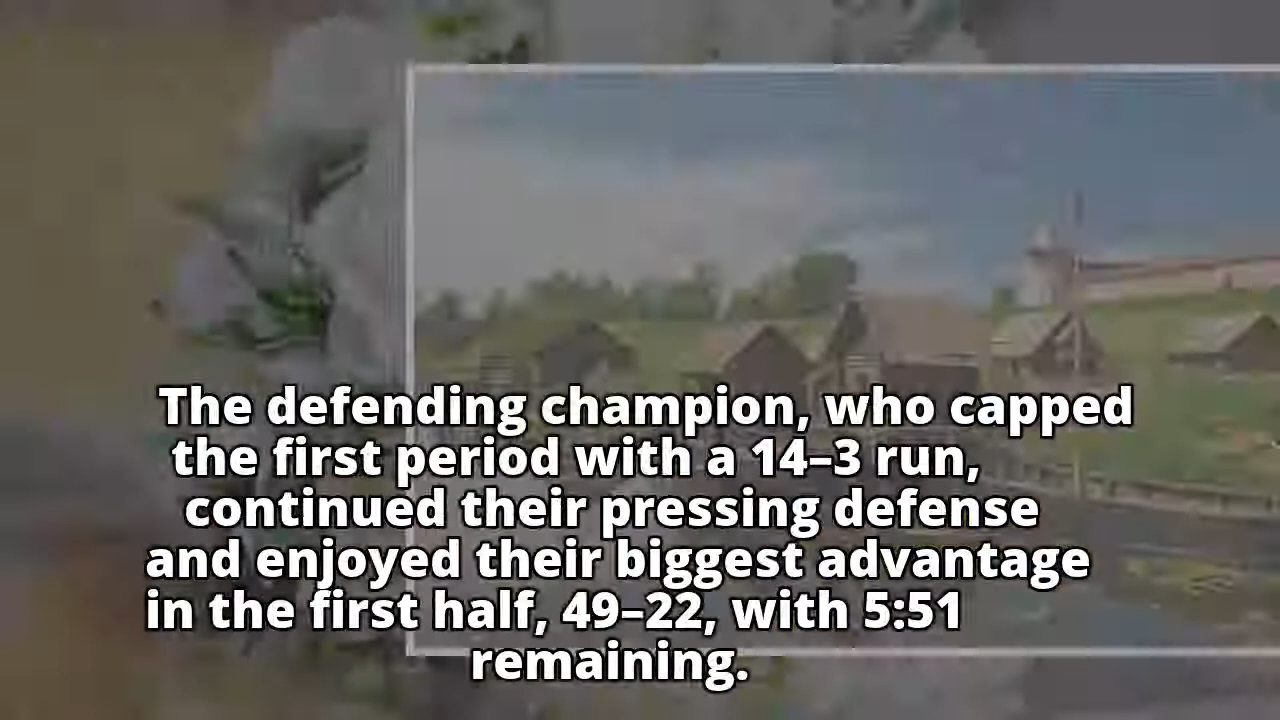 The defending champion, who capped
the first period with a 14–3 run,
continued their pressing defense
and enjoyed their biggest advantage
in the first half, 49–22, with 5:51
remaining.